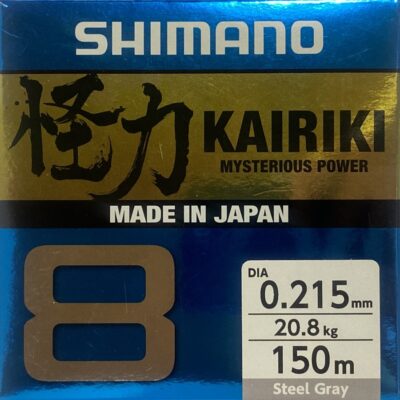 SHIMANO
怪力 KAIRIKI
MYSTERIOUS POWER
MADE IN JAPAN
8
DIA
0.215mm
20.8kg
150m
Steel Gray